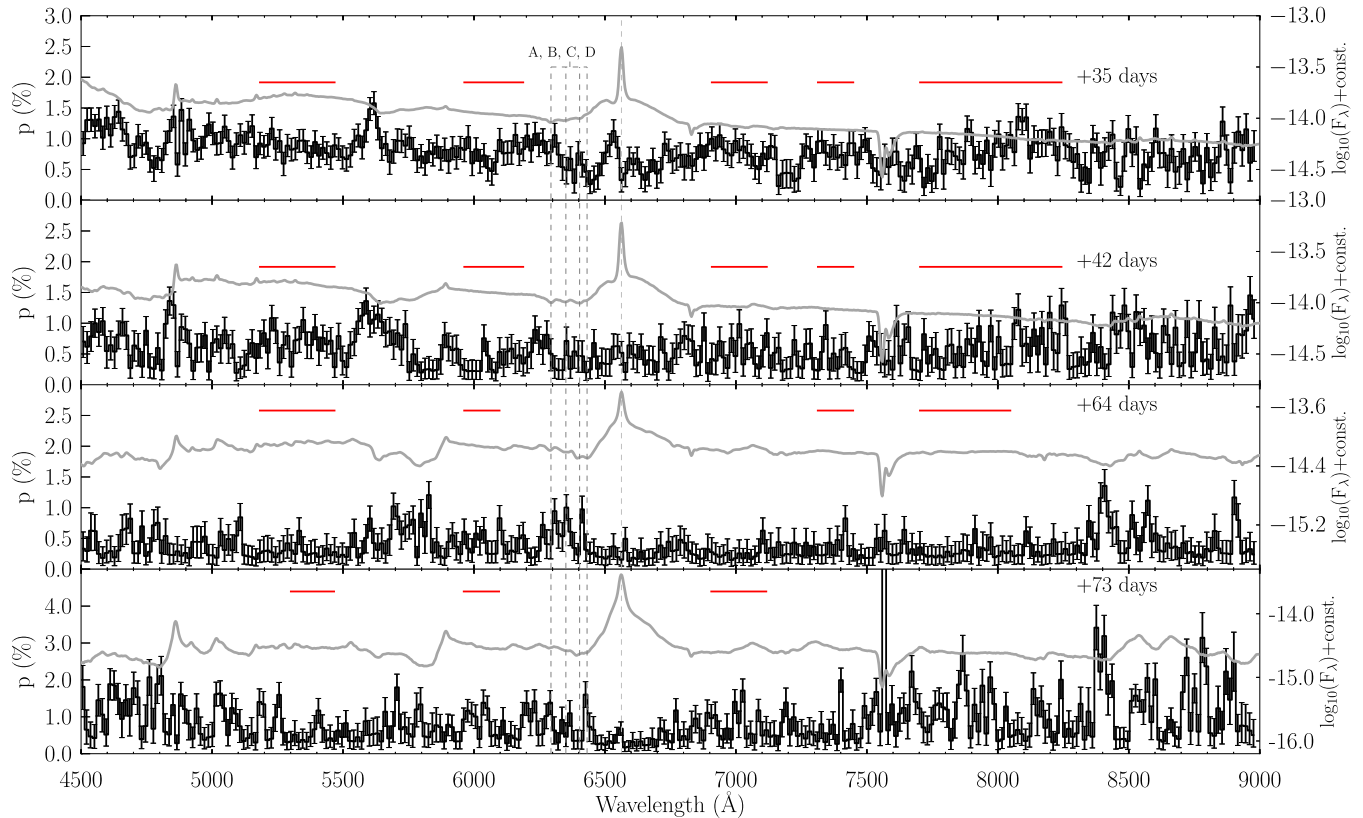 A, B, C, D
+35 days
p (%)
3.0
2.5
2.0
1.5
1.0
0.5
0.0
−13.0
−13.5
−14.0
−14.5
log10(Fλ)+const.
+42 days
p (%)
2.5
2.0
1.5
1.0
0.5
0.0
−13.0
−13.5
−14.0
−14.5
log10(Fλ)+const.
+64 days
p (%)
2.5
2.0
1.5
1.0
0.5
0.0
−13.6
−14.4
−15.2
log10(Fλ)+const.
+73 days
p (%)
4.0
3.0
2.0
1.0
0.0
-14.0
-15.0
-16.0
log10(Fλ)+const.
4500 5000 5500 6000 6500 7000 7500 8000 8500 9000
Wavelength (Å)